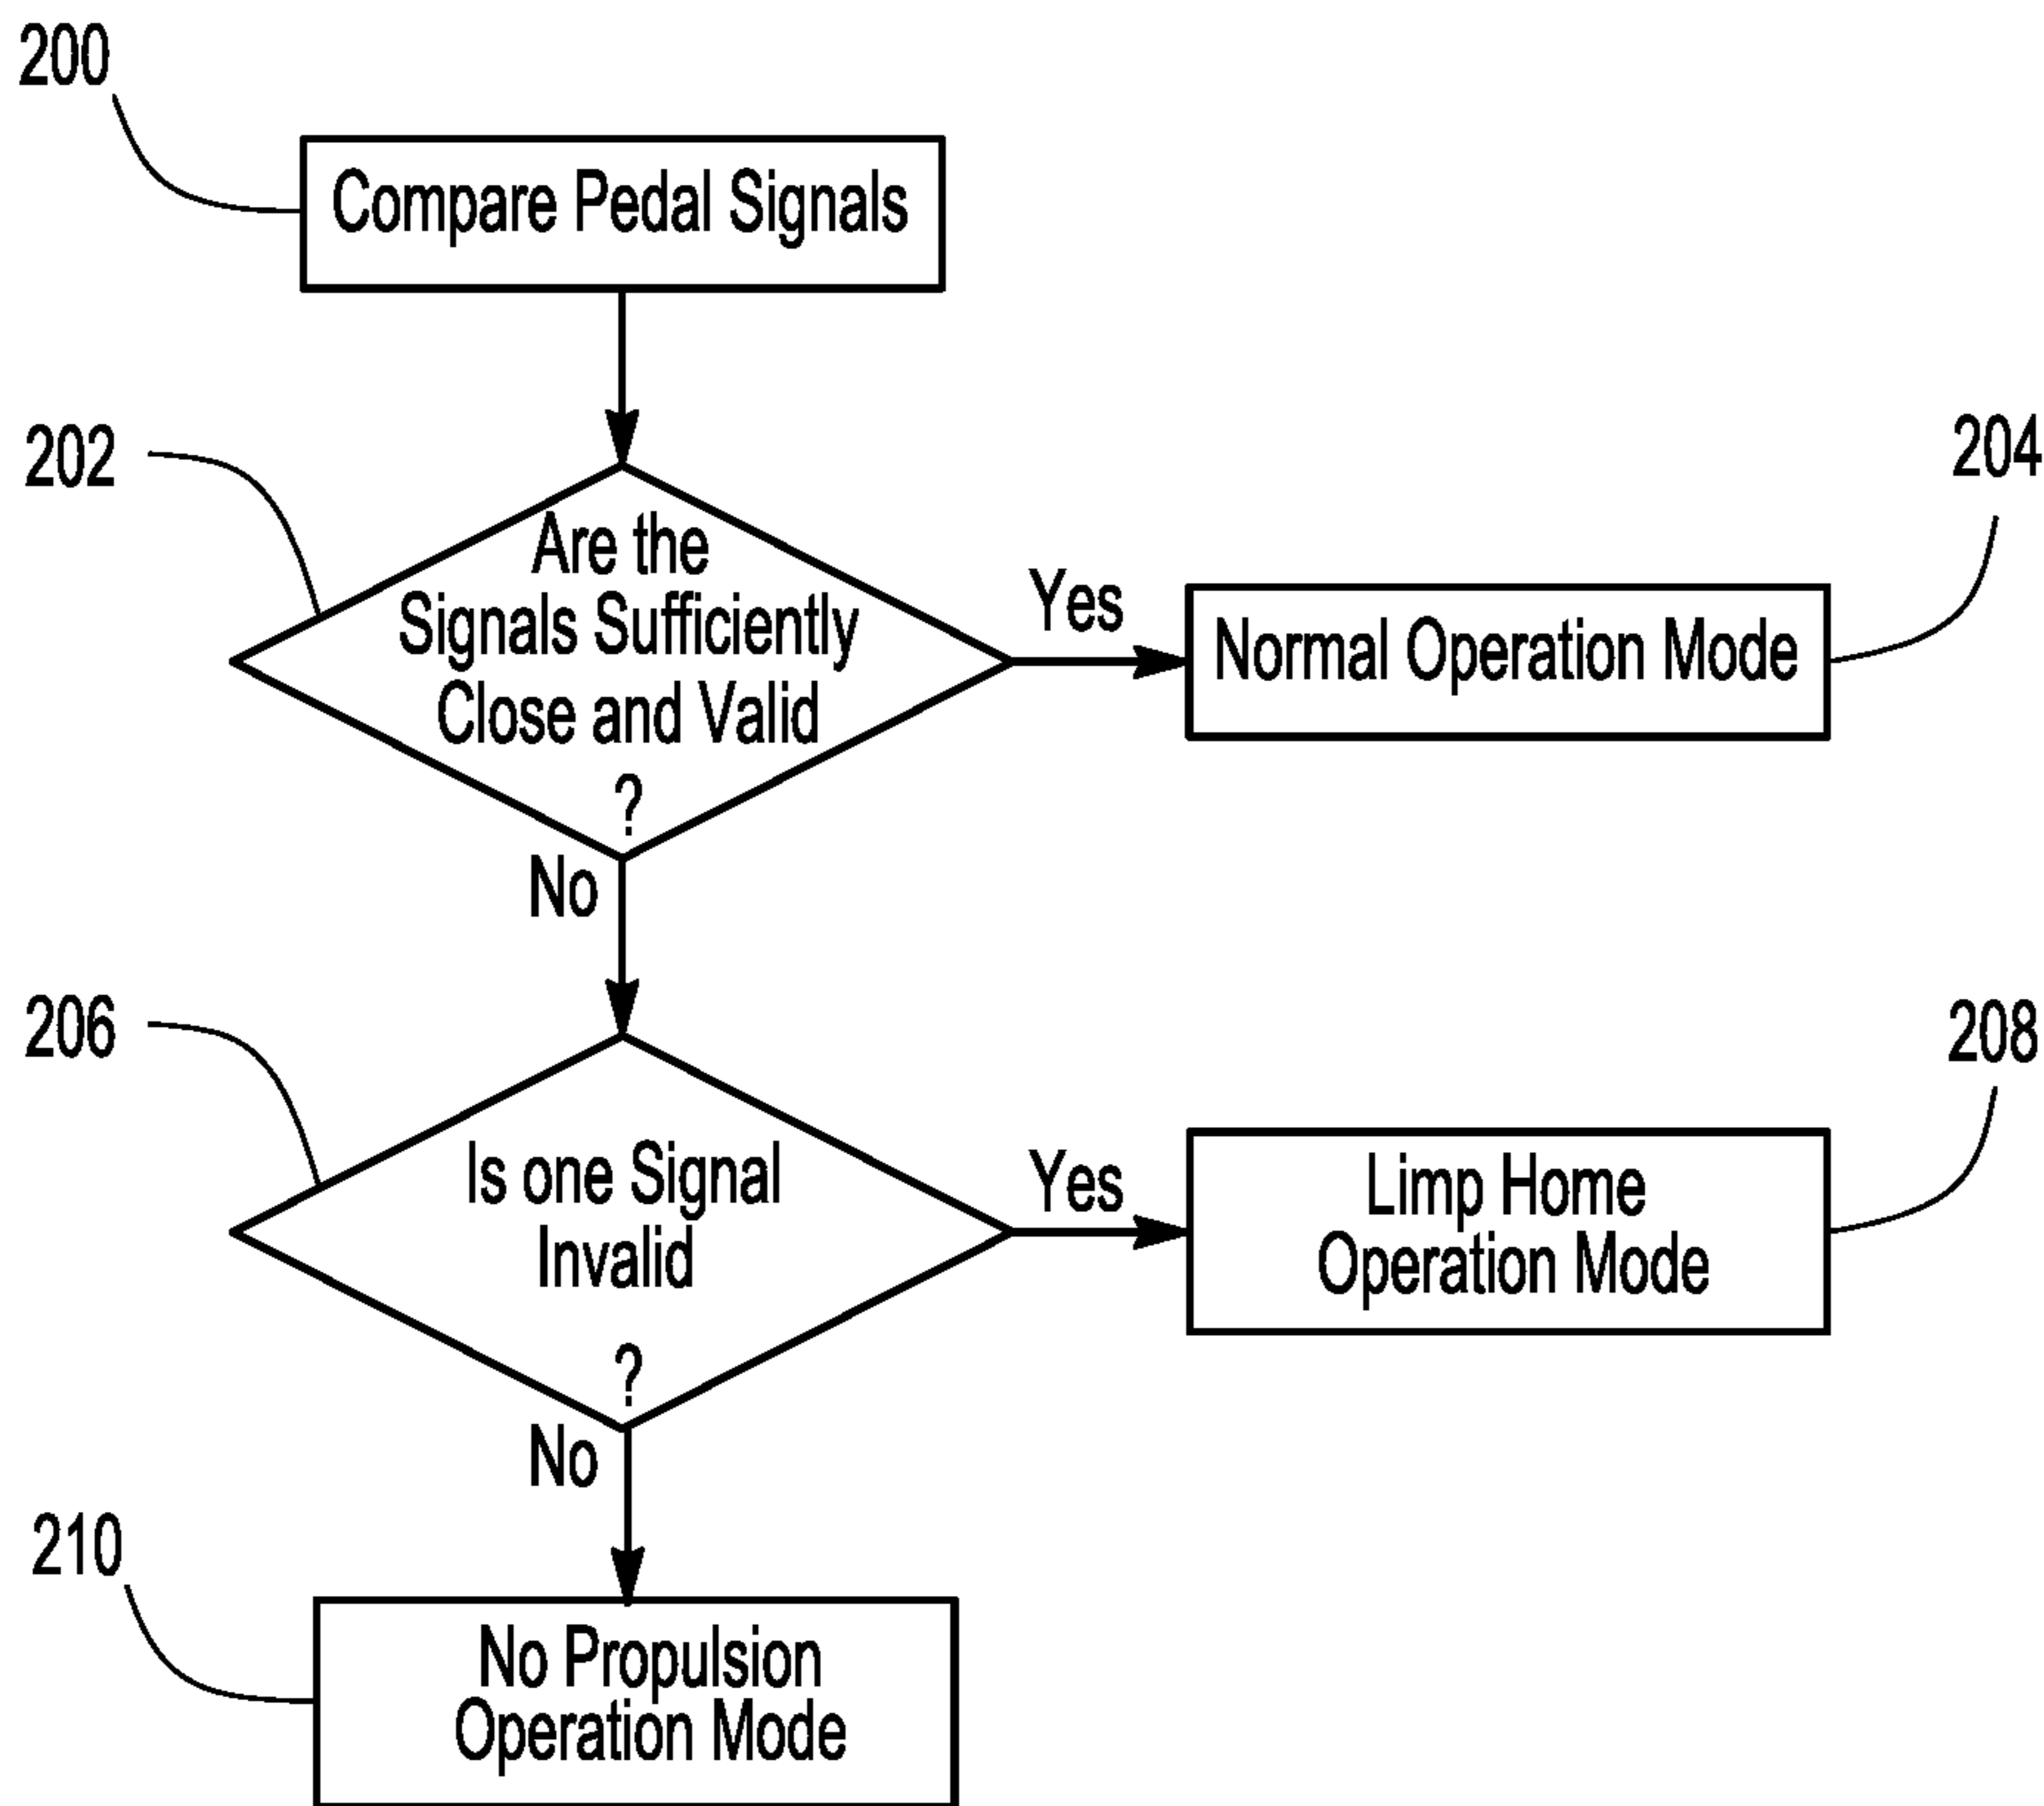 200
Compare Pedal Signals
202
Are the
Signals Sufficiently
Close and Valid
?
Yes
Normal Operation Mode
204
No
206
Is one Signal
Invalid
?
Yes
Limp Home
Operation Mode
208
No
210
No Propulsion
Operation Mode